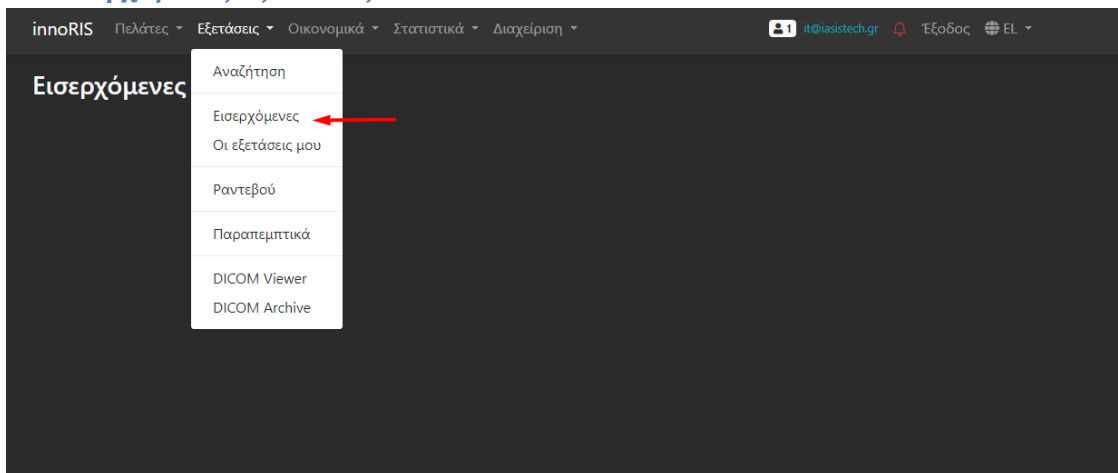 innoRIS Πελάτες Εξετάσεις Οικονομικά Στατιστικά Διαχείριση 1 it@iasistech.gr Έξοδος EL
Εισερχόμενες
Αναζήτηση
Εισερχόμενες
Οι εξετάσεις μου
Ραντεβού
Παραπεμπτικά
DICOM Viewer
DICOM Archive